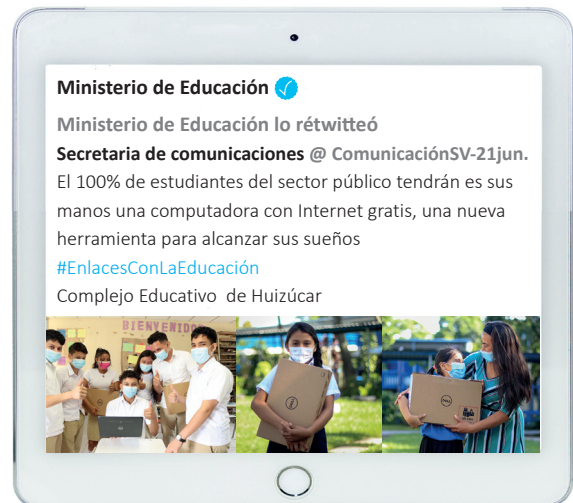 Ministerio de Educación
Ministerio de Educación lo rétwitteó
Secretaria de comunicaciones @ ComunicaciónSV-21jun.
El 100% de estudiantes del sector público tendrán es sus
manos una computadora con Internet gratis, una nueva
herramienta para alcanzar sus sueños
#EnlacesConLaEducación
Complejo Educativo de Huizúcar
BIENVENIDO
DELL